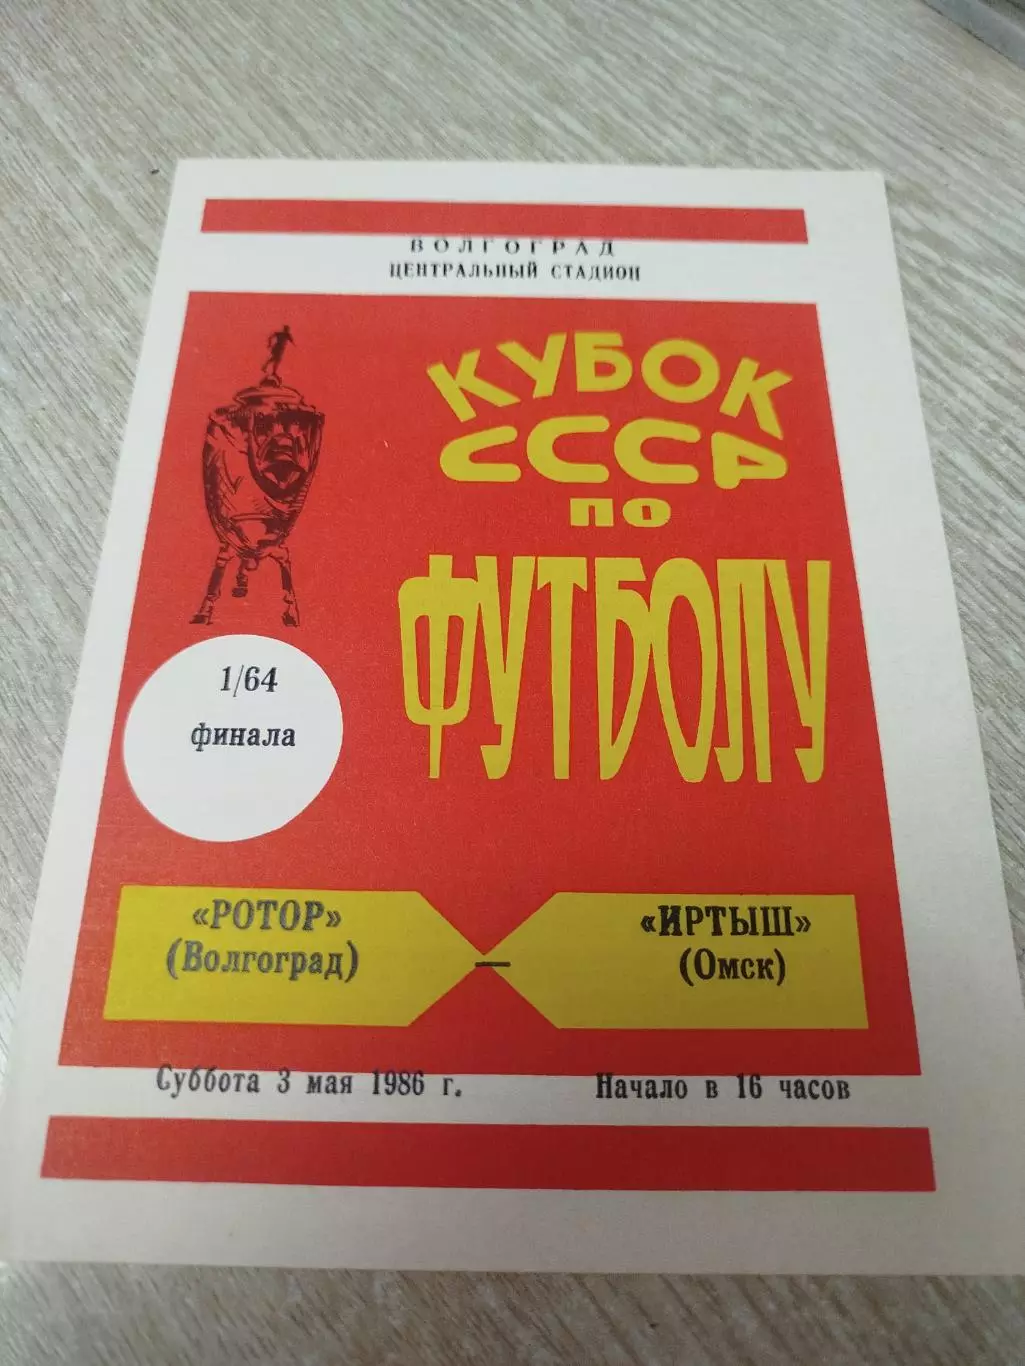 ВОЛГОГРАД
ЦЕНТРАЛЬНЫЙ СТАДИОН
КУБОК
СССР
ПО
ФУТБОЛУ
1/64
финала
«РОТОР» — «ИРТЫШ»
(Волгоград) (Омск)
Суббота 3 мая 1986 г. Начало в 16 часов